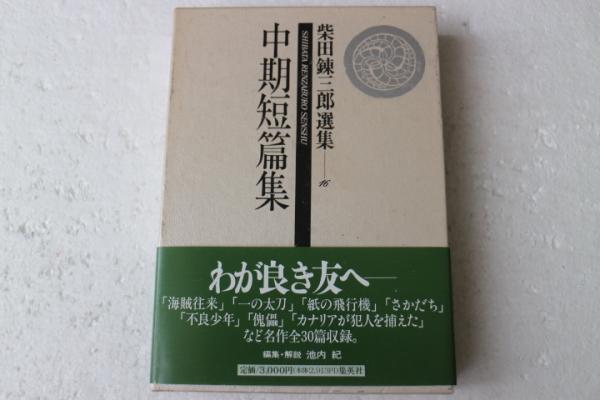 柴田錬三郎選集―16
SHIBATA RENZABURO SENSHU
中期短篇集
わが良き友へ―
「海賊往来」「一の太刀」「紙の飛行機」「さかだち」
「不良少年」「傀儡」「カナリアが犯人を捕えた」
など名作全30篇収録。
編集・解説 池内 紀
定価/3,000円(本体2,913円)集英社